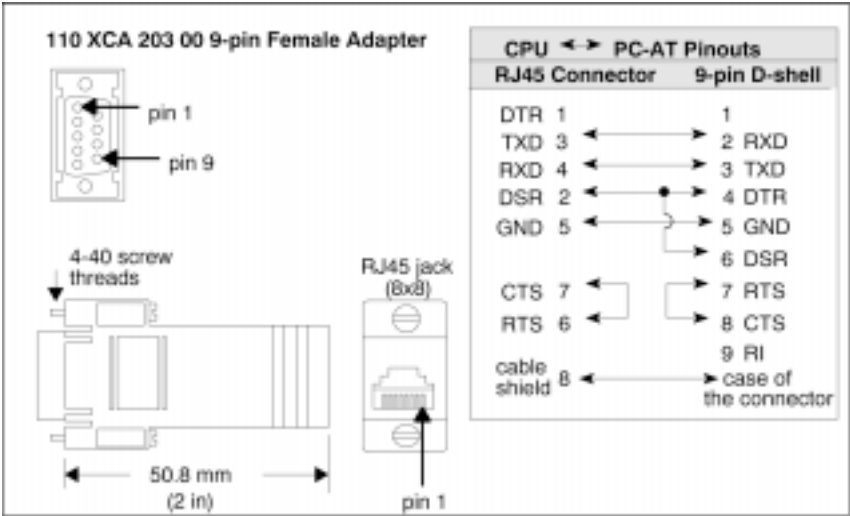 110 XCA 203 00 9-pin Female Adapter
pin 1
pin 9
4-40 screw
threads
RJ45 jack
(8x8)
50.8 mm
(2 in)
pin 1
CPU ↔ PC-AT Pinouts
RJ45 Connector 9-pin D-shell
DTR 1 1
TXD 3 2 RXD
RXD 4 3 TXD
DSR 2 4 DTR
GND 5 5 GND
6 DSR
CTS 7 7 RTS
RTS 6 8 CTS
9 RI
cable
shield 8 case of
the connector